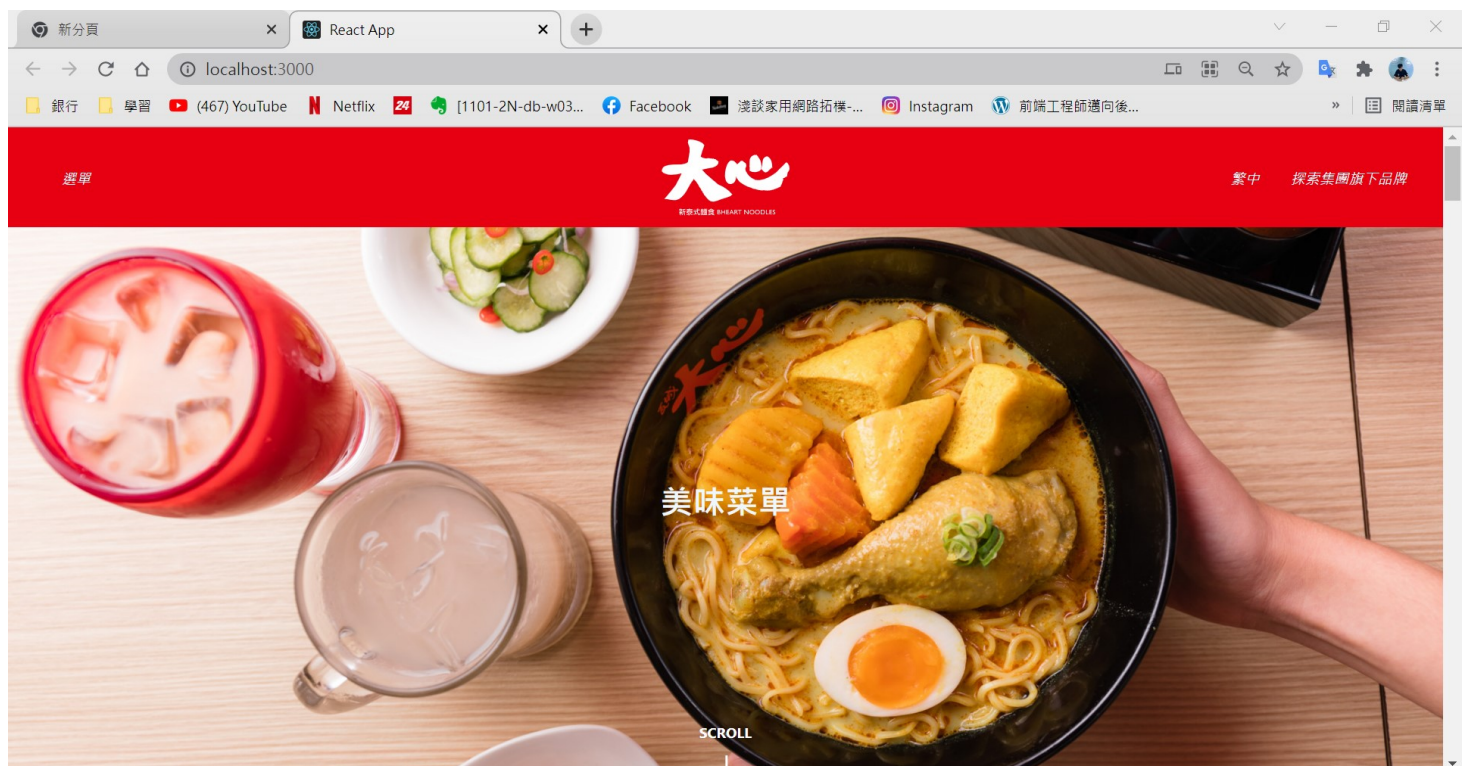 新分頁
React App
localhost:3000
銀行
學習
(467) YouTube
Netflix
24
[1101-2N-db-w03...
Facebook
淺談家用網路拓樸-...
Instagram
前端工程師邁向後...
»
閱讀清單
選單
大心
新泰式麵食 BHEART NOODLES
繁中
探索集團旗下品牌
大心
美味菜單
SCROLL